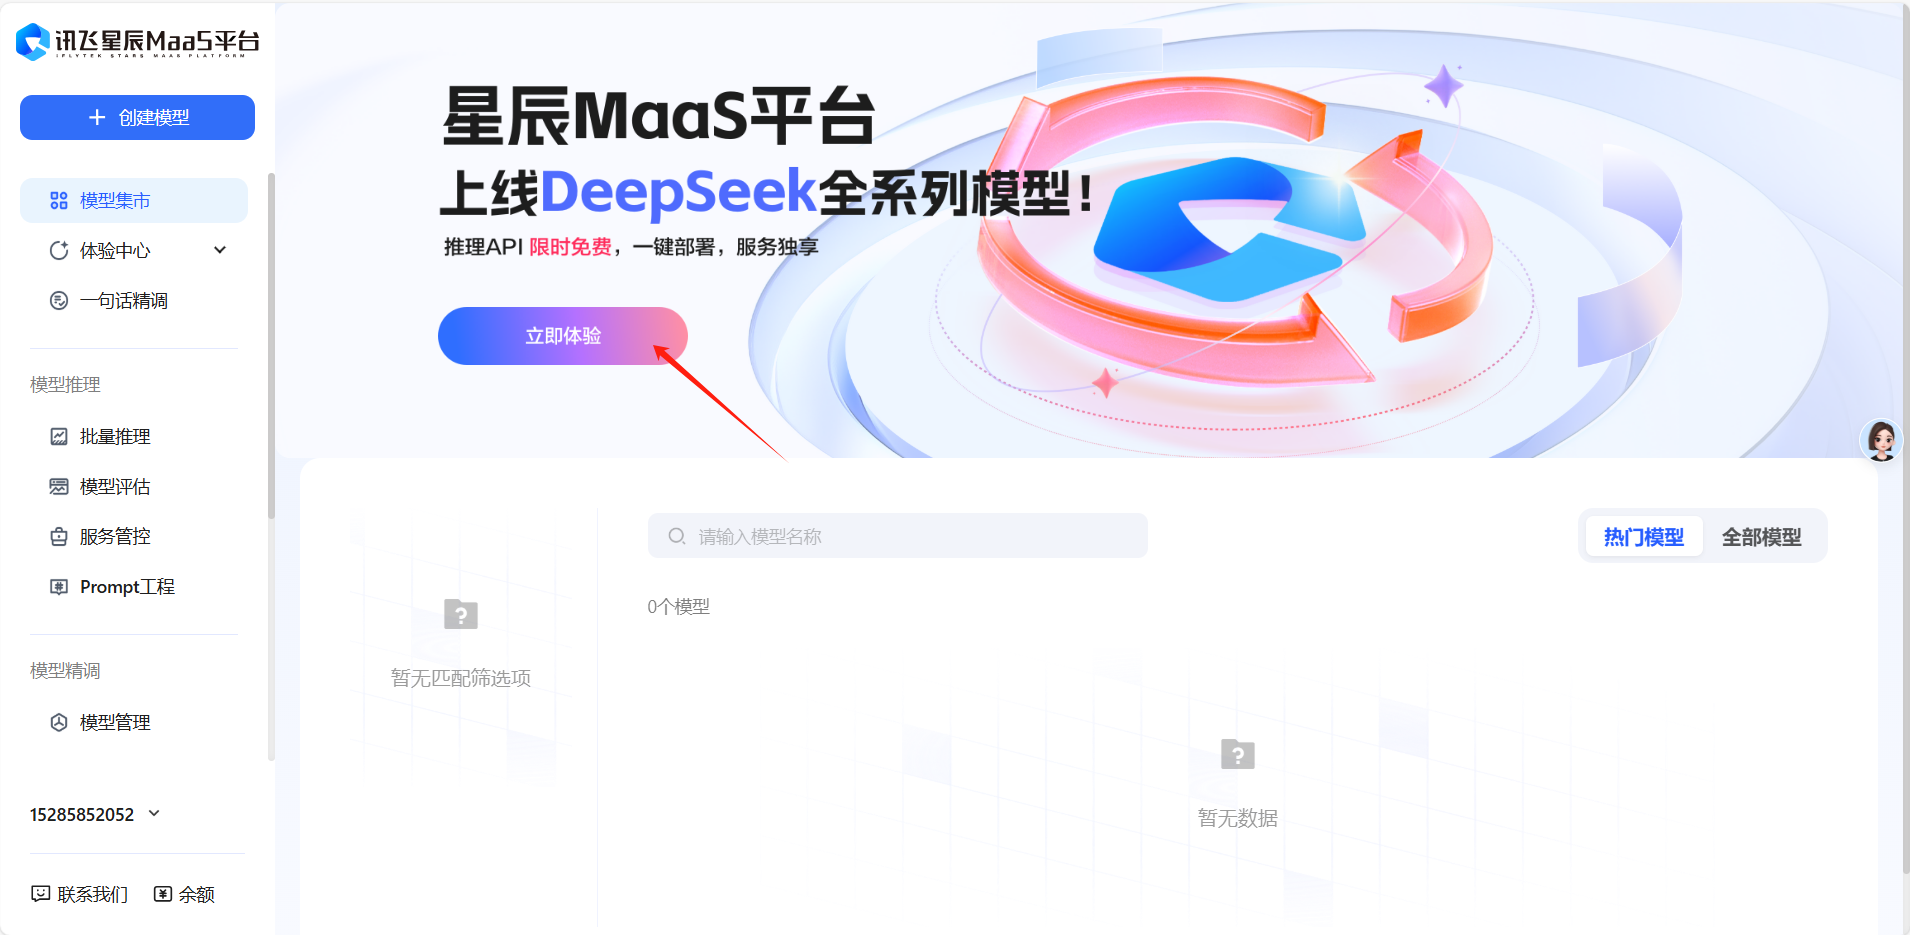 讯飞星辰MaaS平台
IFLYTEK STARS MAAS PLATFORM
创建模型
模型集市
体验中心
一句话精调
模型推理
批量推理
模型评估
服务管控
Prompt工程
模型精调
模型管理
15285852052
联系我们
余额
星辰MaaS平台
上线DeepSeek全系列模型!
推理API 限时免费，一键部署，服务独享
立即体验
请输入模型名称
热门模型
全部模型
0个模型
暂无匹配筛选项
暂无数据